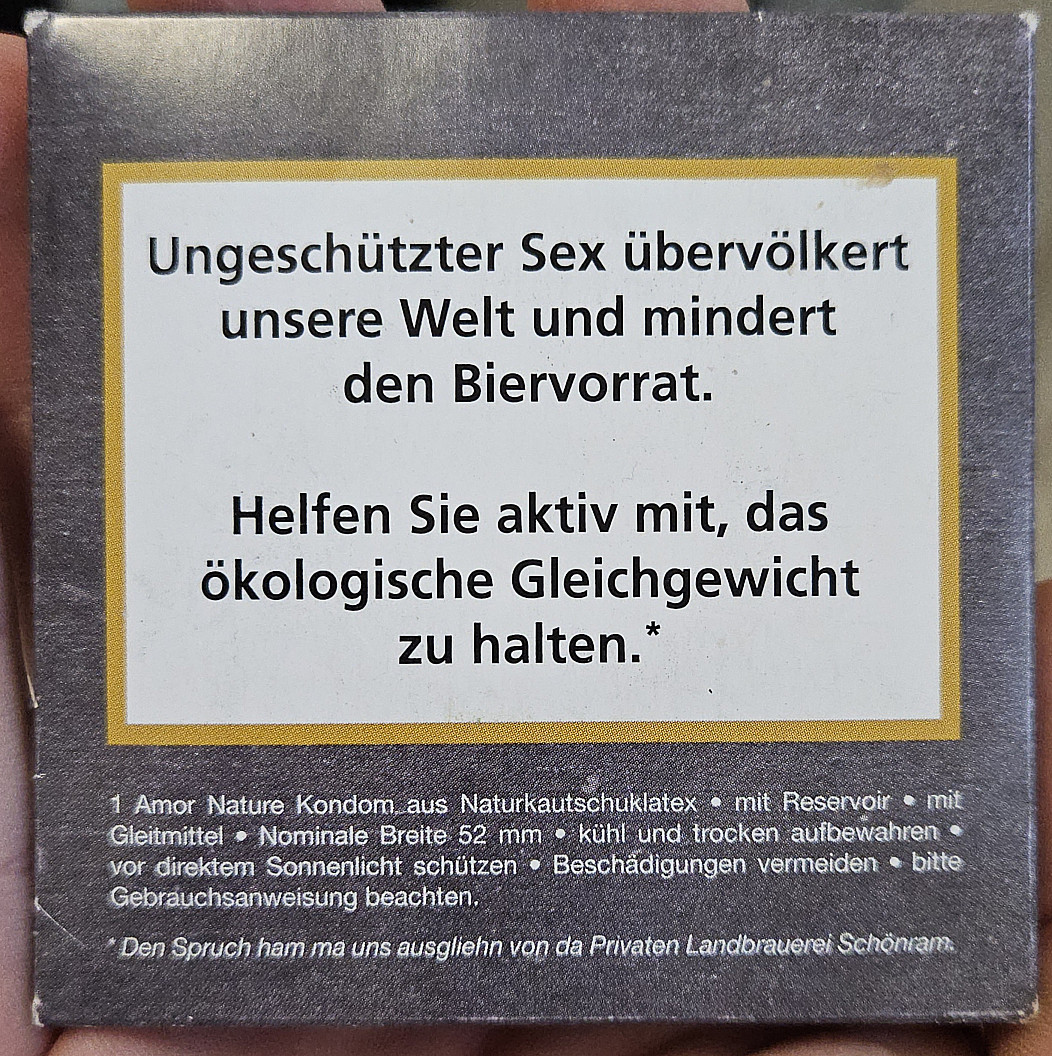 Ungeschützter Sex übervölkert
unsere Welt und mindert
den Biervorrat.
Helfen Sie aktiv mit, das
ökologische Gleichgewicht
zu halten.*
1 Amor Nature Kondom aus Naturkautschuklatex • mit Reservoir • mit
Gleitmittel • Nominale Breite 52 mm • kühl und trocken aufbewahren •
vor direktem Sonnenlicht schützen • Beschädigungen vermeiden • bitte
Gebrauchsanweisung beachten.
* Den Spruch ham ma uns ausgliehn von da Privaten Landbrauerei Schönram.